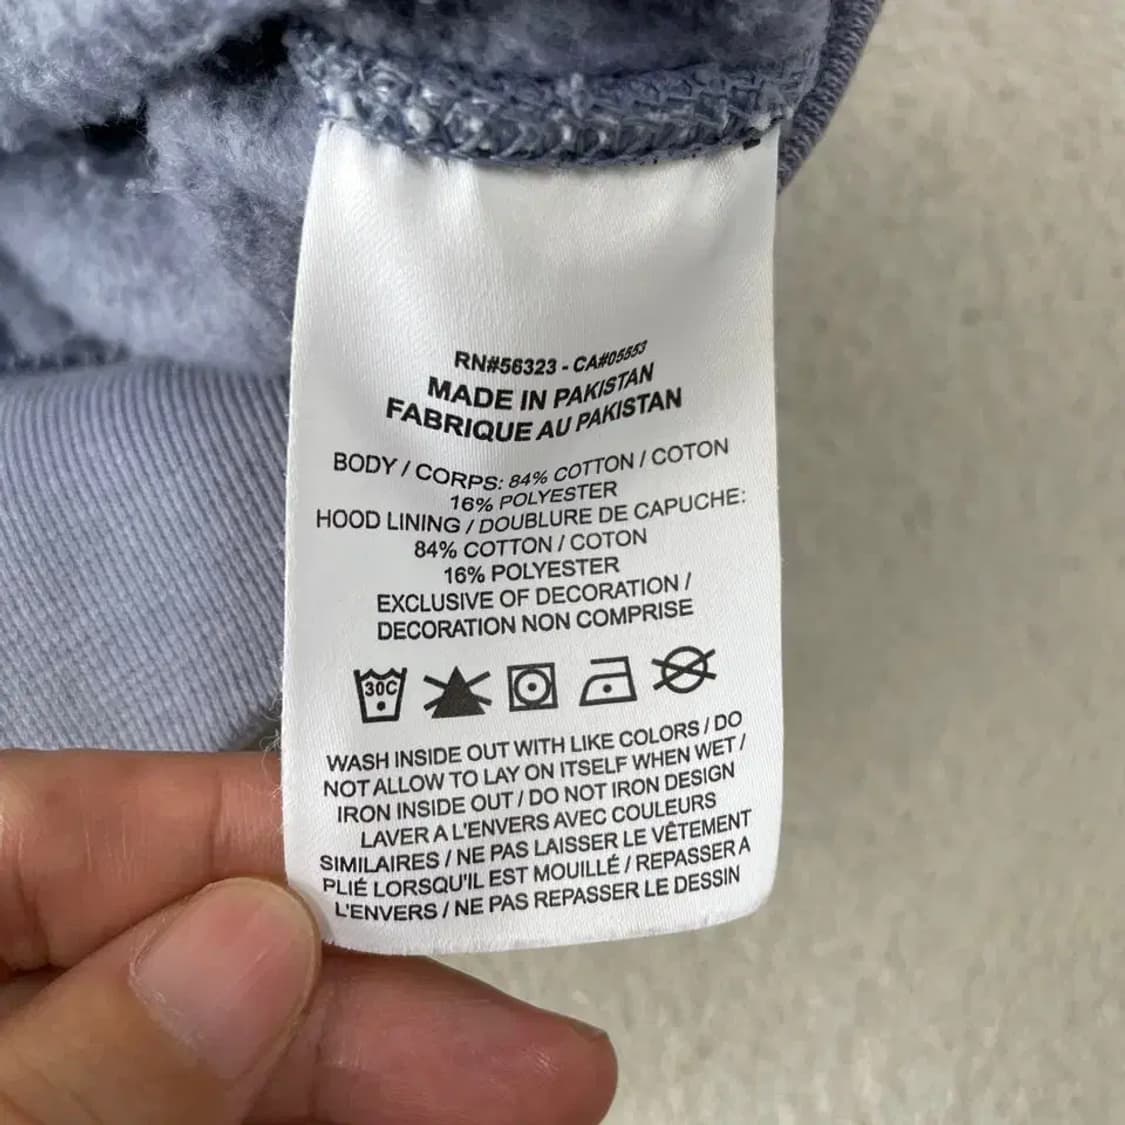 RN#56323 - CA#05553
MADE IN PAKISTAN
FABRIQUE AU PAKISTAN
BODY / CORPS: 84% COTTON / COTON
16% POLYESTER
HOOD LINING / DOUBLURE DE CAPUCHE:
84% COTTON / COTON
16% POLYESTER
EXCLUSIVE OF DECORATION /
DECORATION NON COMPRISE
30C
WASH INSIDE OUT WITH LIKE COLORS / DO
NOT ALLOW TO LAY ON ITSELF WHEN WET /
IRON INSIDE OUT / DO NOT IRON DESIGN
LAVER A L'ENVERS AVEC COULEURS
SIMILAIRES / NE PAS LAISSER LE VÊTEMENT
PLIÉ LORSQU'IL EST MOUILLÉ / REPASSER A
L'ENVERS / NE PAS REPASSER LE DESSIN